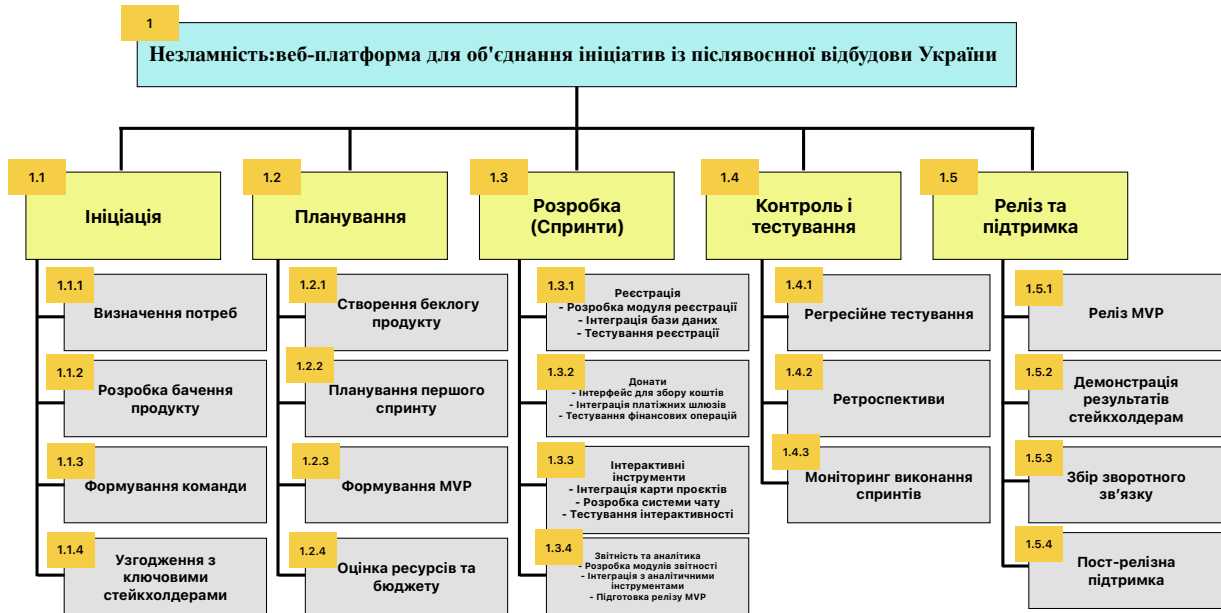 1
Незламність:веб-платформа для об'єднання ініціатив із післявоєнної відбудови України
1.1
Ініціація
1.1.1
Визначення потреб
1.1.2
Розробка бачення
продукту
1.1.3
Формування команди
1.1.4
Узгодження з
ключовими
стейкхолдерами
1.2
Планування
1.2.1
Створення беклогу
продукту
1.2.2
Планування першого
спринту
1.2.3
Формування MVP
1.2.4
Оцінка ресурсів та
бюджету
1.3
Розробка
(Спринти)
1.3.1
Реєстрація
- Розробка модуля реєстрації
- Інтеграція бази даних
- Тестування реєстрації
1.3.2
Донати
- Інтерфейс для збору коштів
- Інтеграція платіжних шлюзів
- Тестування фінансових операцій
1.3.3
Інтерактивні
інструменти
- Інтеграція карти проєктів
- Розробка системи чату
- Тестування інтерактивності
1.3.4
Звітність та аналітика
- Розробка модулів звітності
- Інтеграція з аналітичними
інструментами
- Підготовка релізу MVP
1.4
Контроль і
тестування
1.4.1
Регресійне тестування
1.4.2
Ретроспективи
1.4.3
Моніторинг виконання
спринтів
1.5
Реліз та
підтримка
1.5.1
Реліз MVP
1.5.2
Демонстрація
результатів
стейкхолдерам
1.5.3
Збір зворотного
зв’язку
1.5.4
Пост-релізна
підтримка